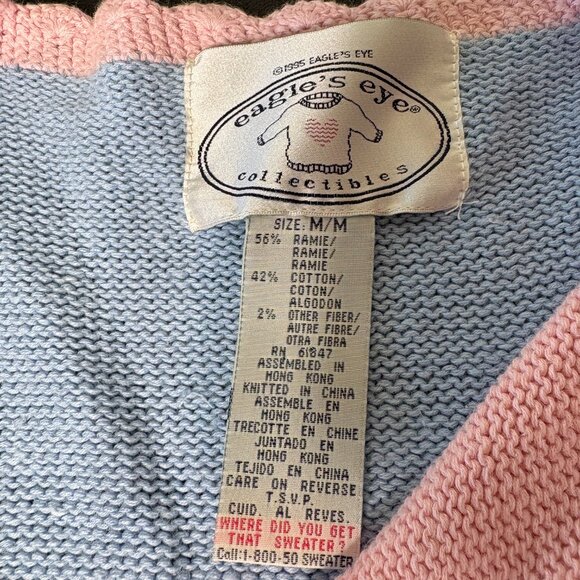 ©1995 EAGLE'S EYE
eagle's eye®
collectibles
SIZE: M/M
56% RAMIE/
RAMIE/
RAMIE
42% COTTON/
COTON/
ALGODON
2% OTHER FIBER/
AUTRE FIBRE/
OTRA FIBRA
RN 61847
ASSEMBLED IN
HONG KONG
KNITTED IN CHINA
ASSEMBLE EN
HONG KONG
TRECOTTE EN CHINE
JUNTADO EN
HONG KONG
TEJIDO EN CHINA
CARE ON REVERSE
T.S.V.P.
CUID. AL REVES.
WHERE DID YOU GET
THAT SWEATER?
Call:1-800-50 SWEATER